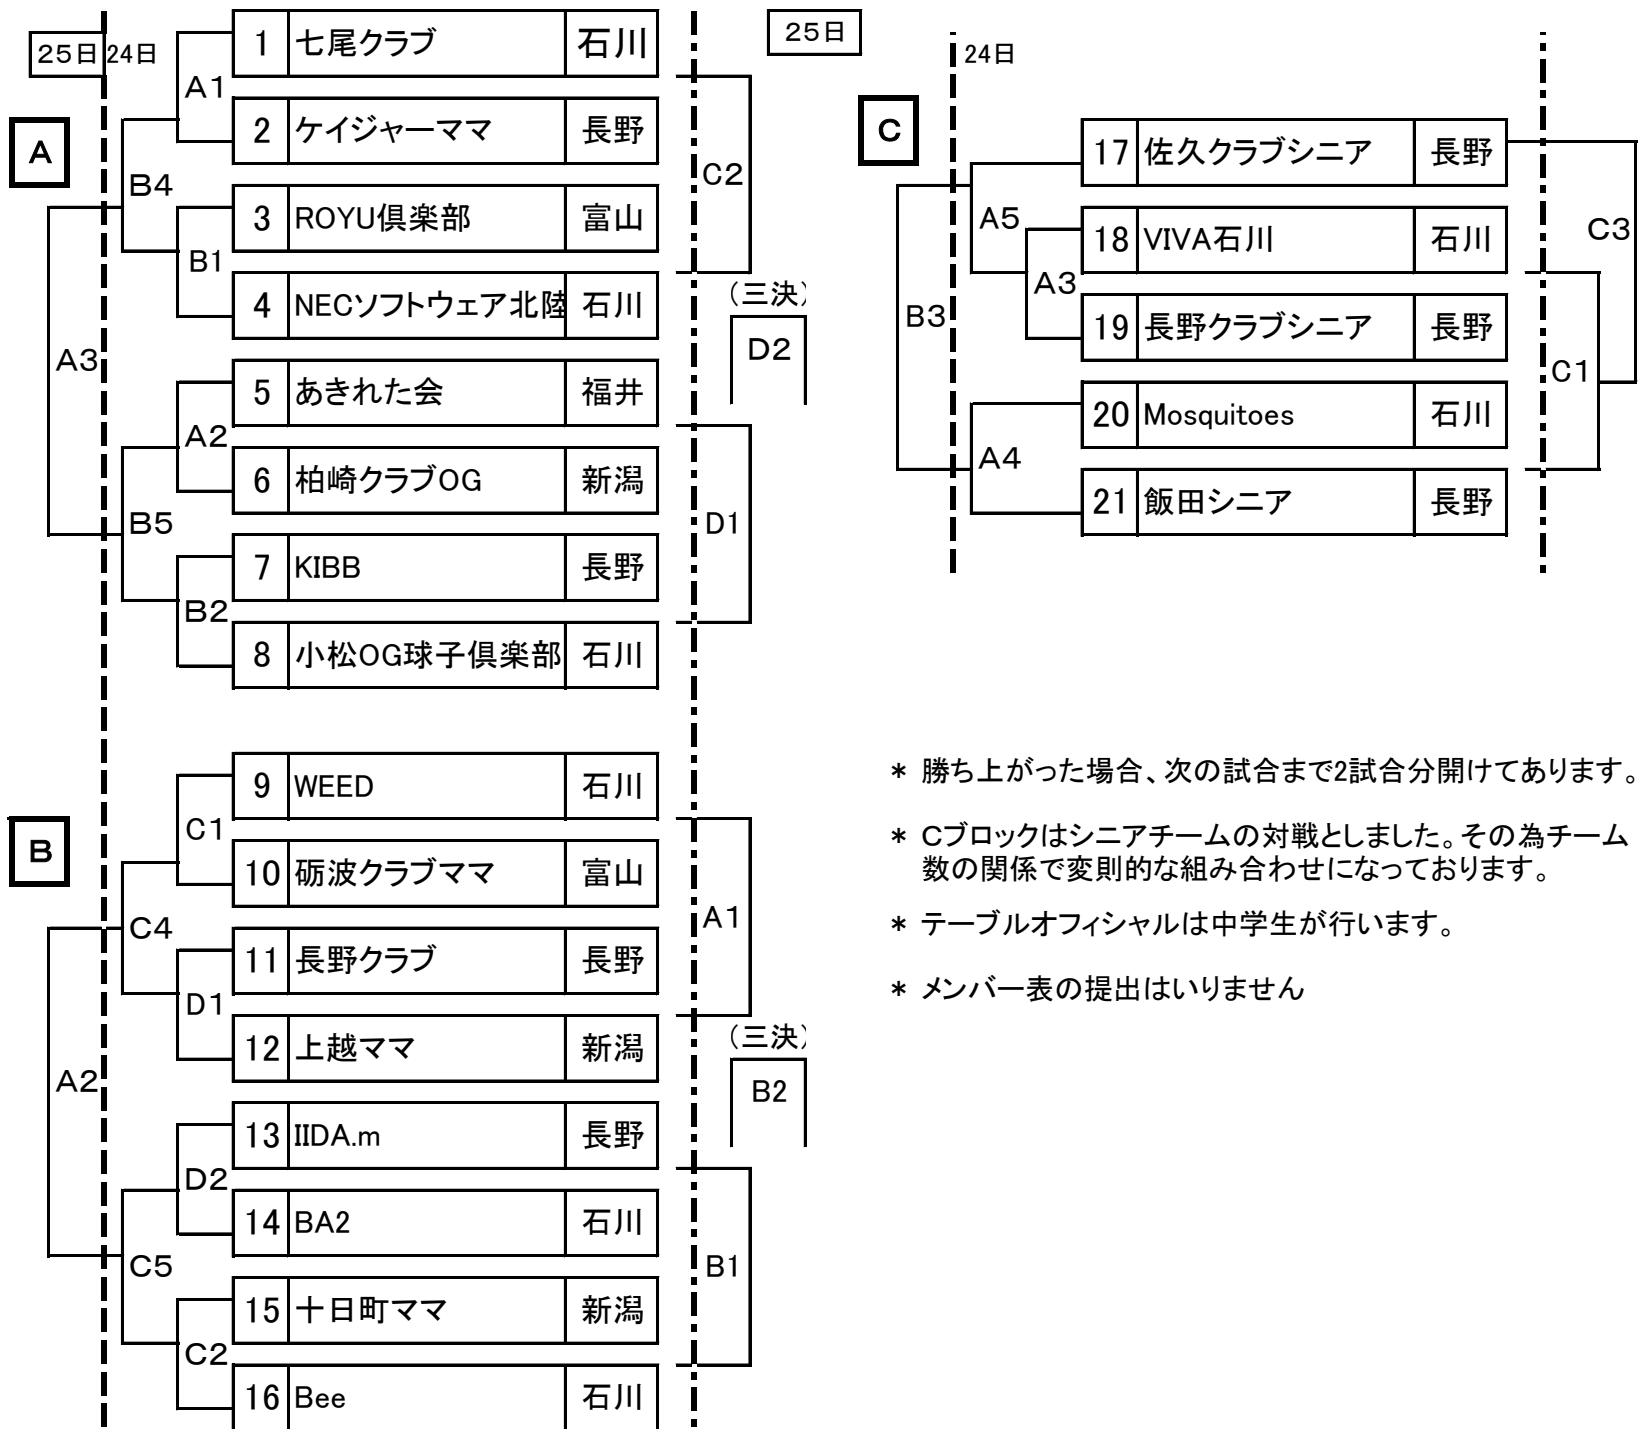 25日 24日
25日
24日
A
1 七尾クラブ 石川
A1
2 ケイジャーママ 長野
B4
C2
3 ROYU倶楽部 富山
B1
4 NECソフトウェア北陸 石川
A3
(三決)
D2
5 あきれた会 福井
A2
6 柏崎クラブOG 新潟
B5
D1
7 KIBB 長野
B2
8 小松OG球子倶楽部 石川
B
9 WEED 石川
C1
10 砺波クラブママ 富山
C4
A1
11 長野クラブ 長野
D1
12 上越ママ 新潟
A2
(三決)
B2
13 IIDA.m 長野
D2
14 BA2 石川
C5
B1
15 十日町ママ 新潟
C2
16 Bee 石川
C
17 佐久クラブシニア 長野
A5
C3
18 VIVA石川 石川
A3
B3
19 長野クラブシニア 長野
C1
20 Mosquitoes 石川
A4
21 飯田シニア 長野
* 勝ち上がった場合、次の試合まで2試合分開けてあります。
* Cブロックはシニアチームの対戦としました。その為チーム
数の関係で変則的な組み合わせになっております。
* テーブルオフィシャルは中学生が行います。
* メンバー表の提出はいりません